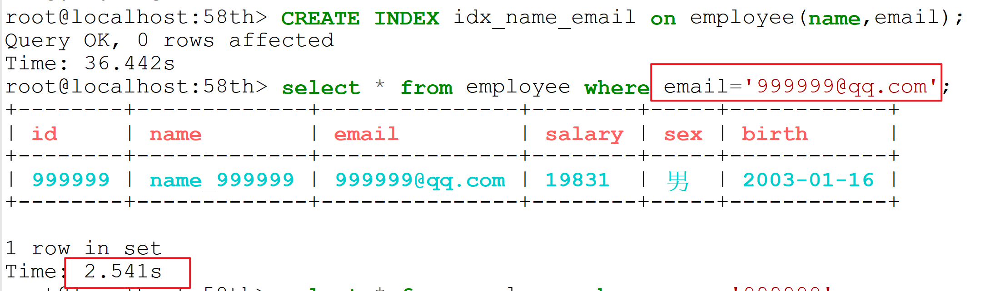 root@localhost:58th> CREATE INDEX idx_name_email on employee(name,email);
Query OK, 0 rows affected
Time: 36.442s
root@localhost:58th> select * from employee where email='999999@qq.com';
+--------+-------------+---------------+--------+-----+------------+
| id     | name        | email         | salary | sex | birth      |
+--------+-------------+---------------+--------+-----+------------+
| 999999 | name_999999 | 999999@qq.com | 19831  | 男  | 2003-01-16 |
+--------+-------------+---------------+--------+-----+------------+
1 row in set
Time: 2.541s